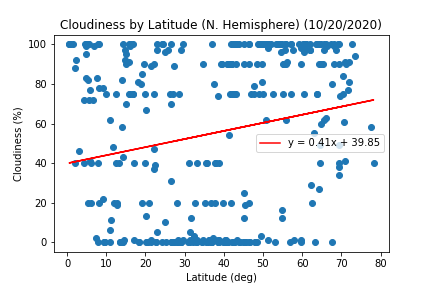 Cloudiness by Latitude (N. Hemisphere) (10/20/2020)
100
80
60
40
20
0
Cloudiness (%)
y = 0.41x + 39.85
0 10 20 30 40 50 60 70 80
Latitude (deg)